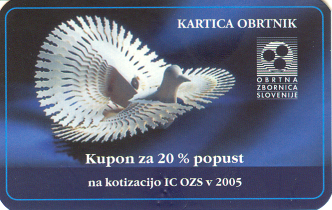 KARTICA OBRTNIK
OBRTNA
ZBORNICA
SLOVENIJE
Kupon za 20 % popust
na kotizacijo IC OZS v 2005